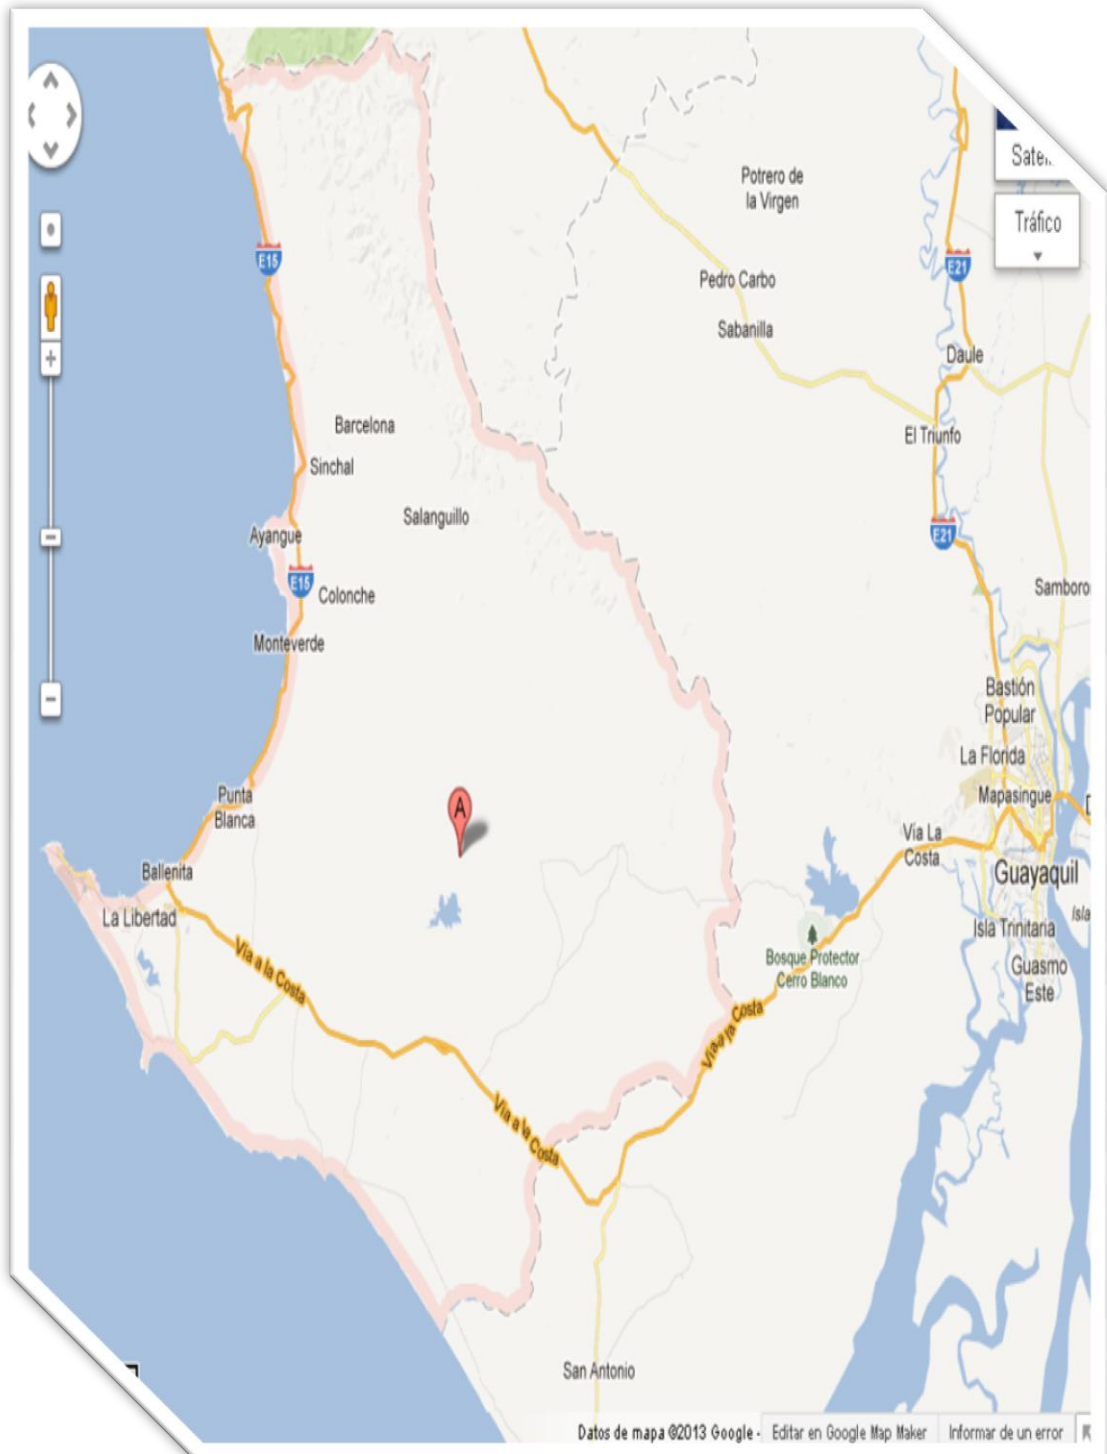 Sate...
Tráfico
E15
E21
Potrero de
la Virgen
Pedro Carbo
Sabanilla
Daule
El Triunfo
Barcelona
Sinchal
Salanguillo
Ayangue
E21
E15
Colonche
Samboro
Monteverde
Bastión
Popular
La Florida
Punta
Blanca
Mapasingue
A
Vía La
Costa
Ballenita
Guayaquil
La Libertad
Isla
Isla Trinitaria
Bosque Protector
Cerro Blanco
Guasmo
Este
Vía a la Costa
Vía a la Costa
Vía a la Costa
San Antonio
Datos de mapa ©2013 Google - Editar en Google Map Maker Informar de un error